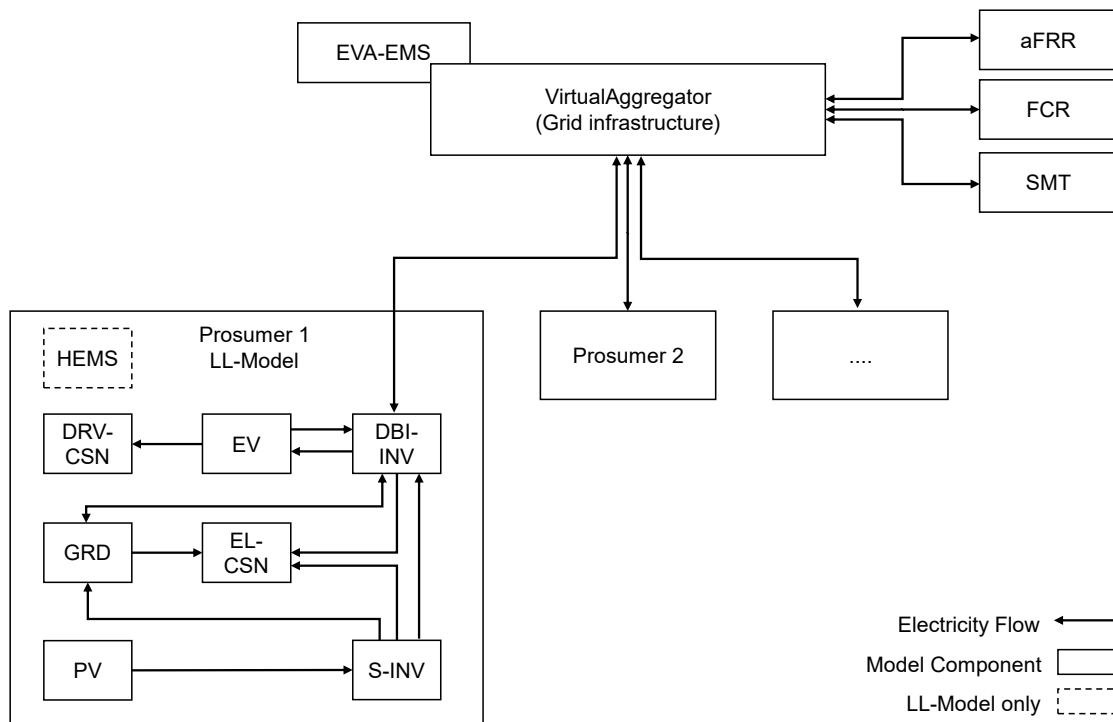 EVA-EMS
VirtualAggregator
(Grid infrastructure)
aFRR
FCR
SMT
Prosumer 1
LL-Model
HEMS
Prosumer 2
....
DRV-
CSN
EV
DBI-
INV
GRD
EL-
CSN
PV
S-INV
Electricity Flow
Model Component
LL-Model only